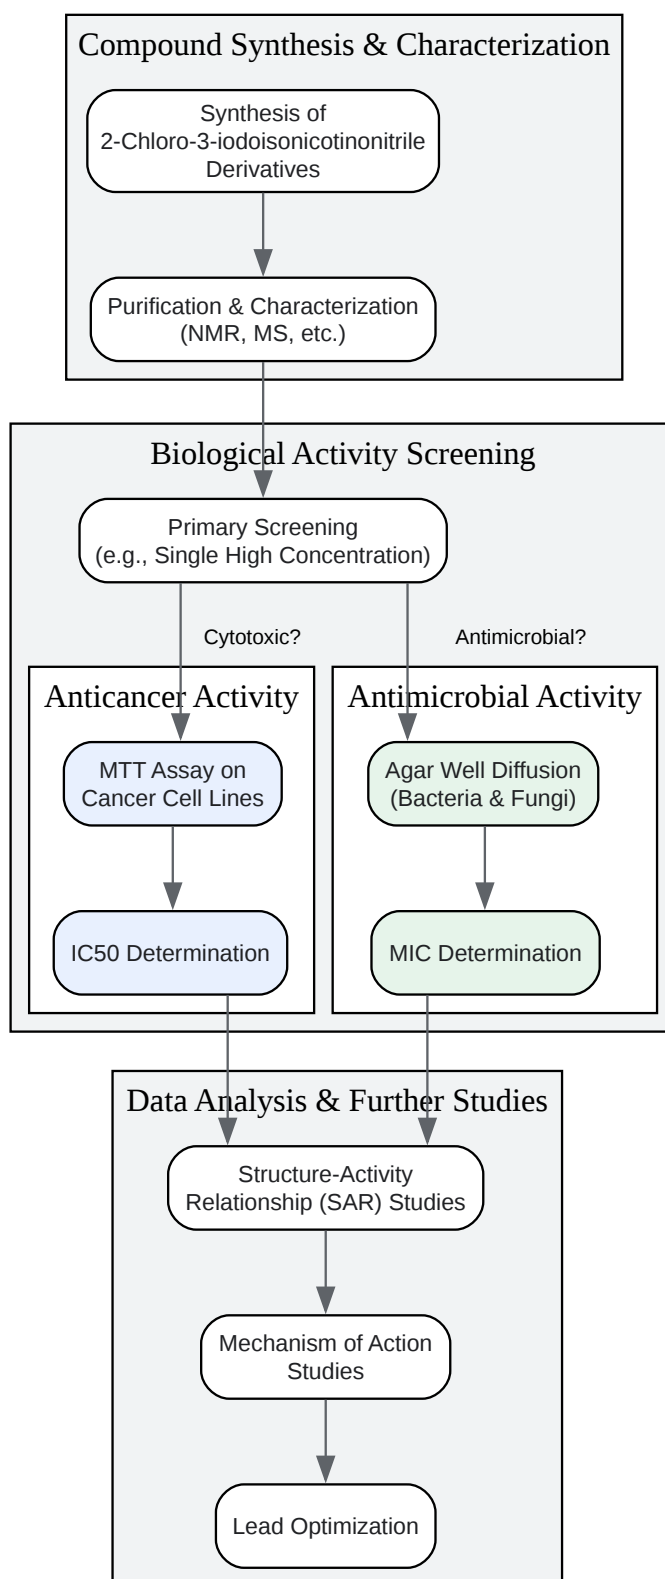 Compound Synthesis & Characterization
Synthesis of
2-Chloro-3-iodoisonicotinonitrile
Derivatives
Purification & Characterization
(NMR, MS, etc.)
Biological Activity Screening
Primary Screening
(e.g., Single High Concentration)
Cytotoxic?
Antimicrobial?
Anticancer Activity
MTT Assay on
Cancer Cell Lines
IC50 Determination
Antimicrobial Activity
Agar Well Diffusion
(Bacteria & Fungi)
MIC Determination
Data Analysis & Further Studies
Structure-Activity
Relationship (SAR) Studies
Mechanism of Action
Studies
Lead Optimization